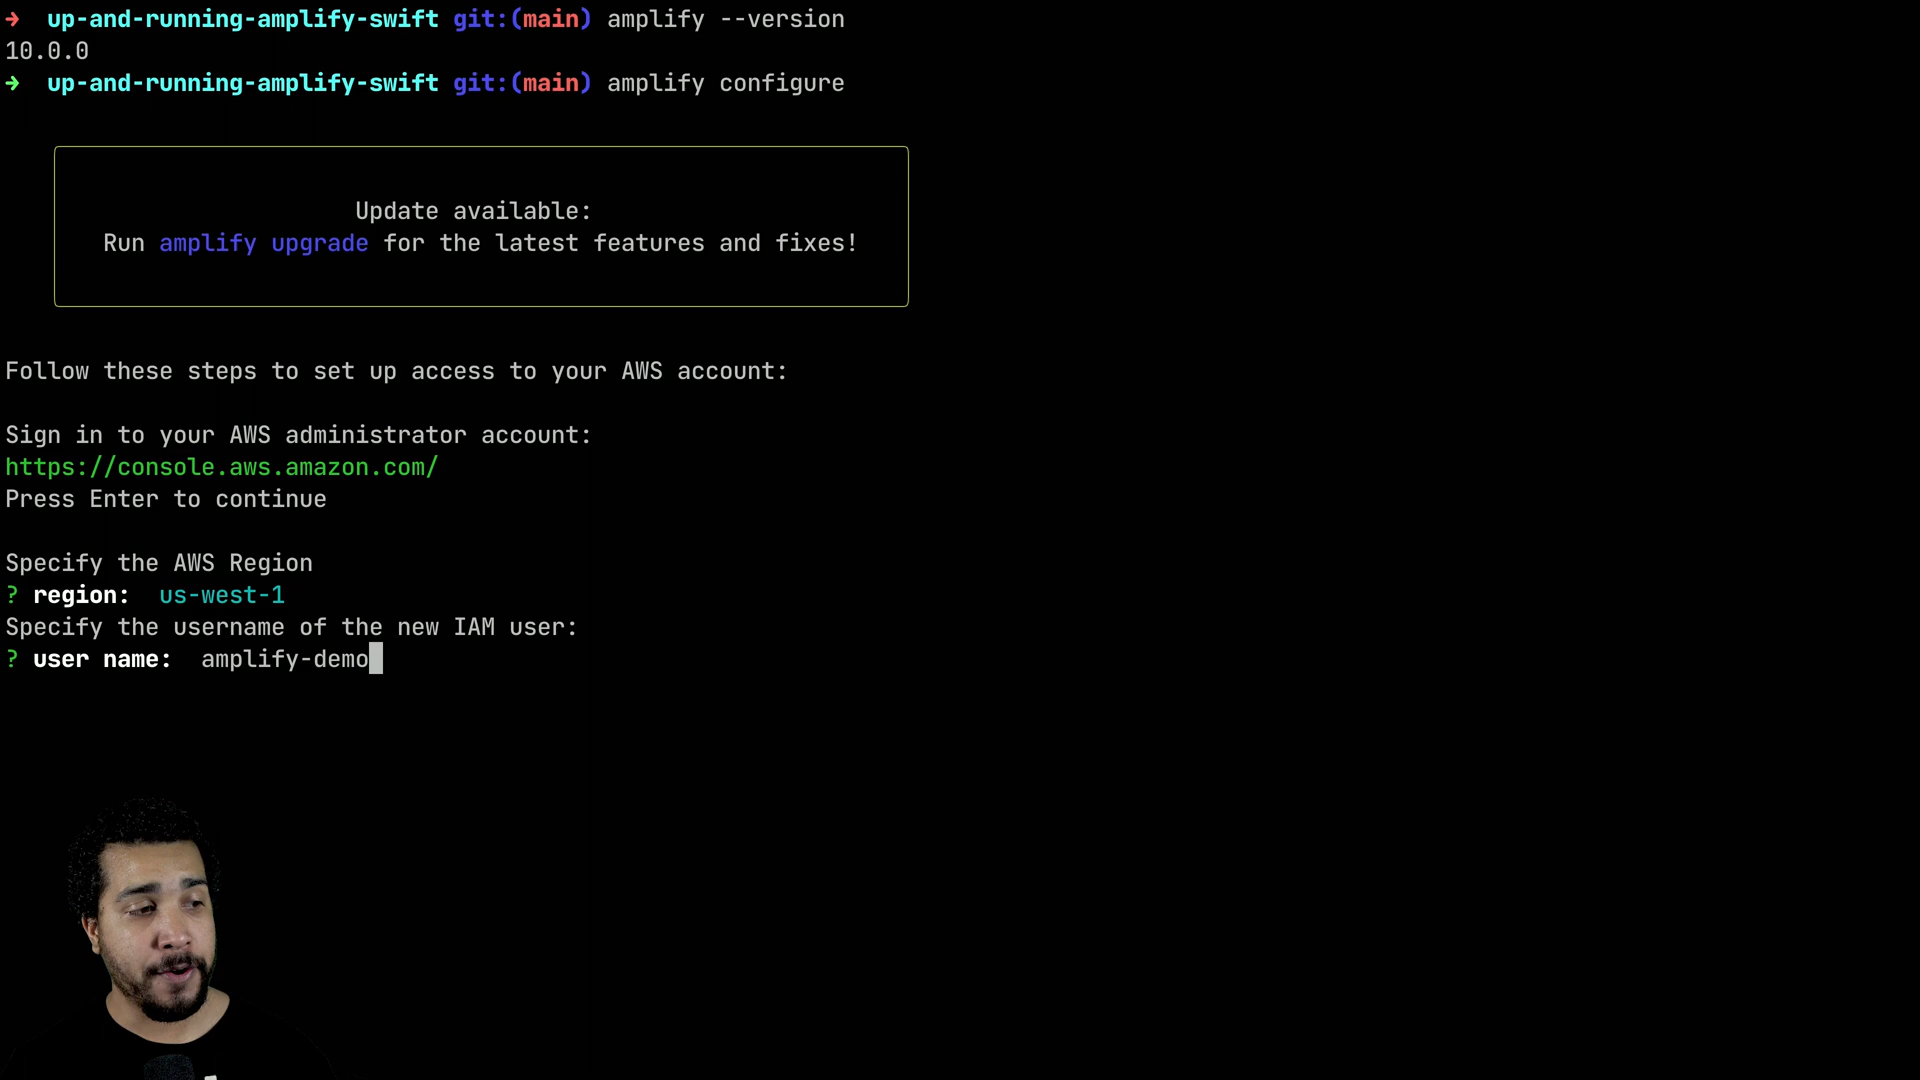 ➜ up-and-running-amplify-swift git:(main) amplify --version
10.0.0
➜ up-and-running-amplify-swift git:(main) amplify configure
Update available:
Run amplify upgrade for the latest features and fixes!
Follow these steps to set up access to your AWS account:
Sign in to your AWS administrator account:
https://console.aws.amazon.com/
Press Enter to continue
Specify the AWS Region
? region: us-west-1
Specify the username of the new IAM user:
? user name: amplify-demo